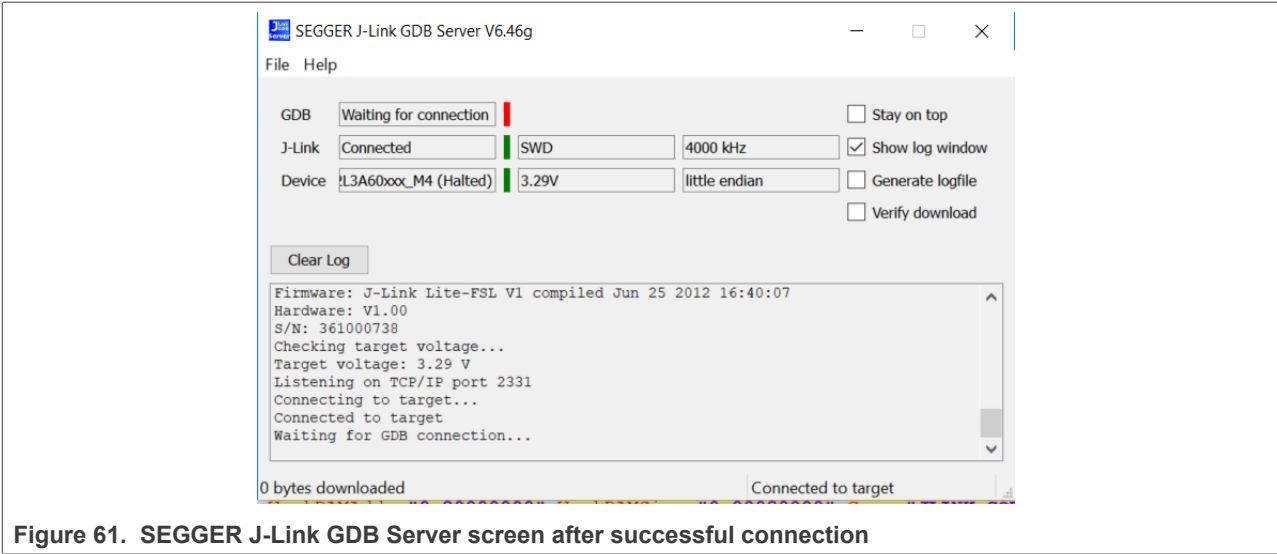 SEGGER J-Link GDB Server V6.46g
File Help
GDB Waiting for connection Stay on top
J-Link Connected SWD 4000 kHz Show log window
Device L3A60xxx_M4 (Halted) 3.29V little endian Generate logfile
Verify download
Clear Log
Firmware: J-Link Lite-FSL V1 compiled Jun 25 2012 16:40:07
Hardware: V1.00
S/N: 361000738
Checking target voltage...
Target voltage: 3.29 V
Listening on TCP/IP port 2331
Connecting to target...
Connected to target
Waiting for GDB connection...
0 bytes downloaded Connected to target
Figure 61. SEGGER J-Link GDB Server screen after successful connection